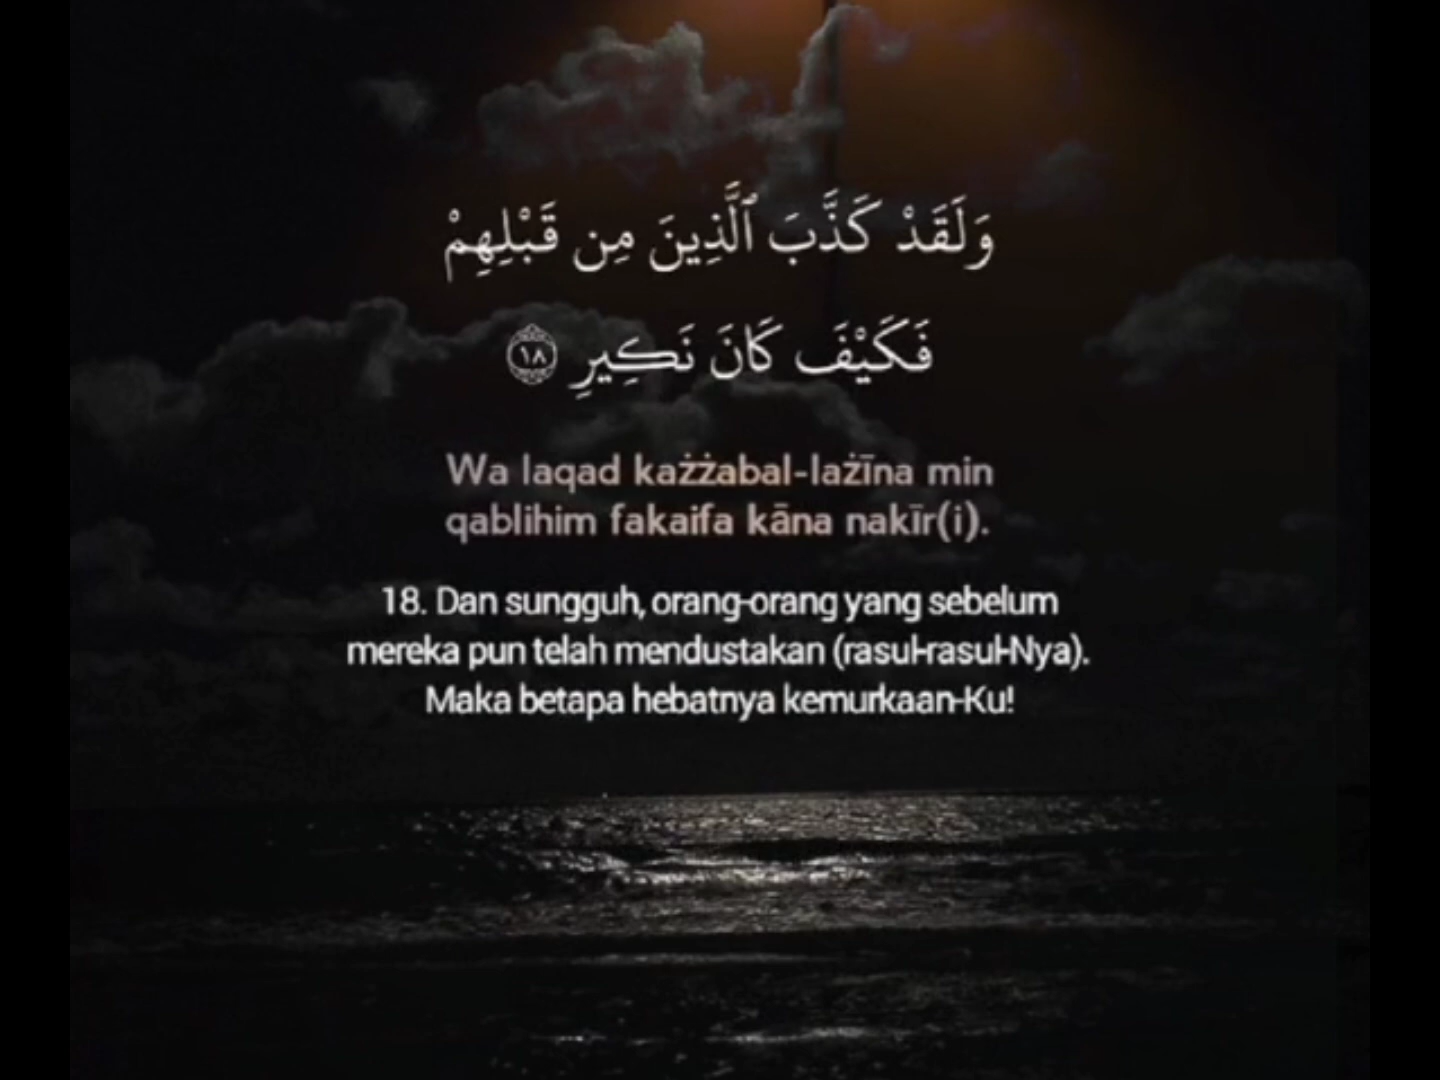 وَلَقَدْ كَذَّبَ ٱلَّذِينَ مِن قَبْلِهِمْ
فَكَيْفَ كَانَ نَكِيرِ ١٨
Wa laqad każżabal-lażīna min
qablihim fakaifa kāna nakīr(i).
18. Dan sungguh, orang-orang yang sebelum
mereka pun telah mendustakan (rasul-rasul-Nya).
Maka betapa hebatnya kemurkaan-Ku!